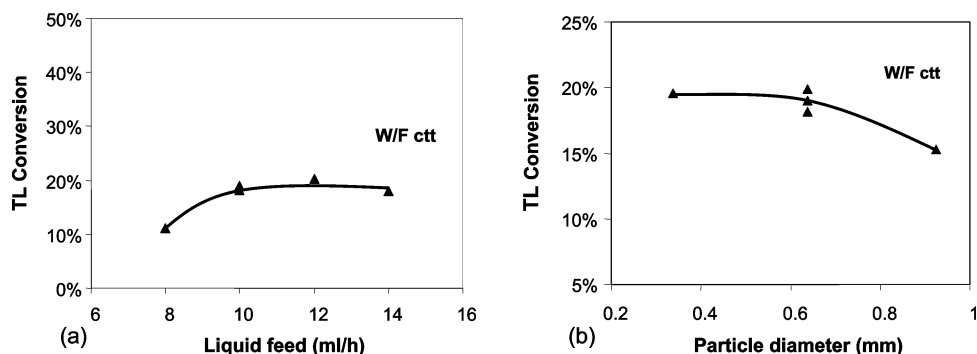 50%
40%
30%
20%
10%
0%
TL Conversion
W/F ctt
6 8 10 12 14 16
(a)
Liquid feed (ml/h)
25%
20%
15%
10%
5%
TL Conversion
W/F ctt
0.2 0.4 0.6 0.8 1
(b)
Particle diameter (mm)